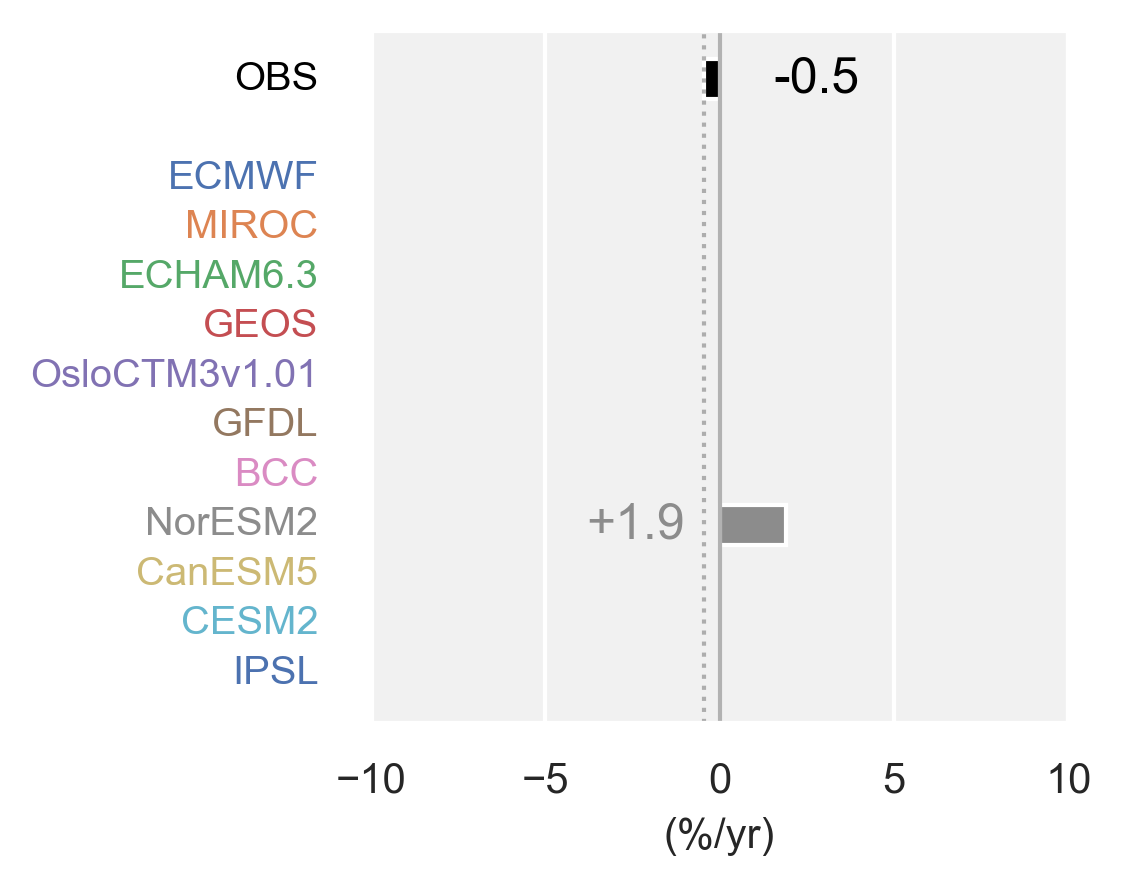 OBS -0.5
ECMWF
MIROC
ECHAM6.3
GEOS
OsloCTM3v1.01
GFDL
BCC
NorESM2 +1.9
CanESM5
CESM2
IPSL
−10 −5 0 5 10
(%/yr)